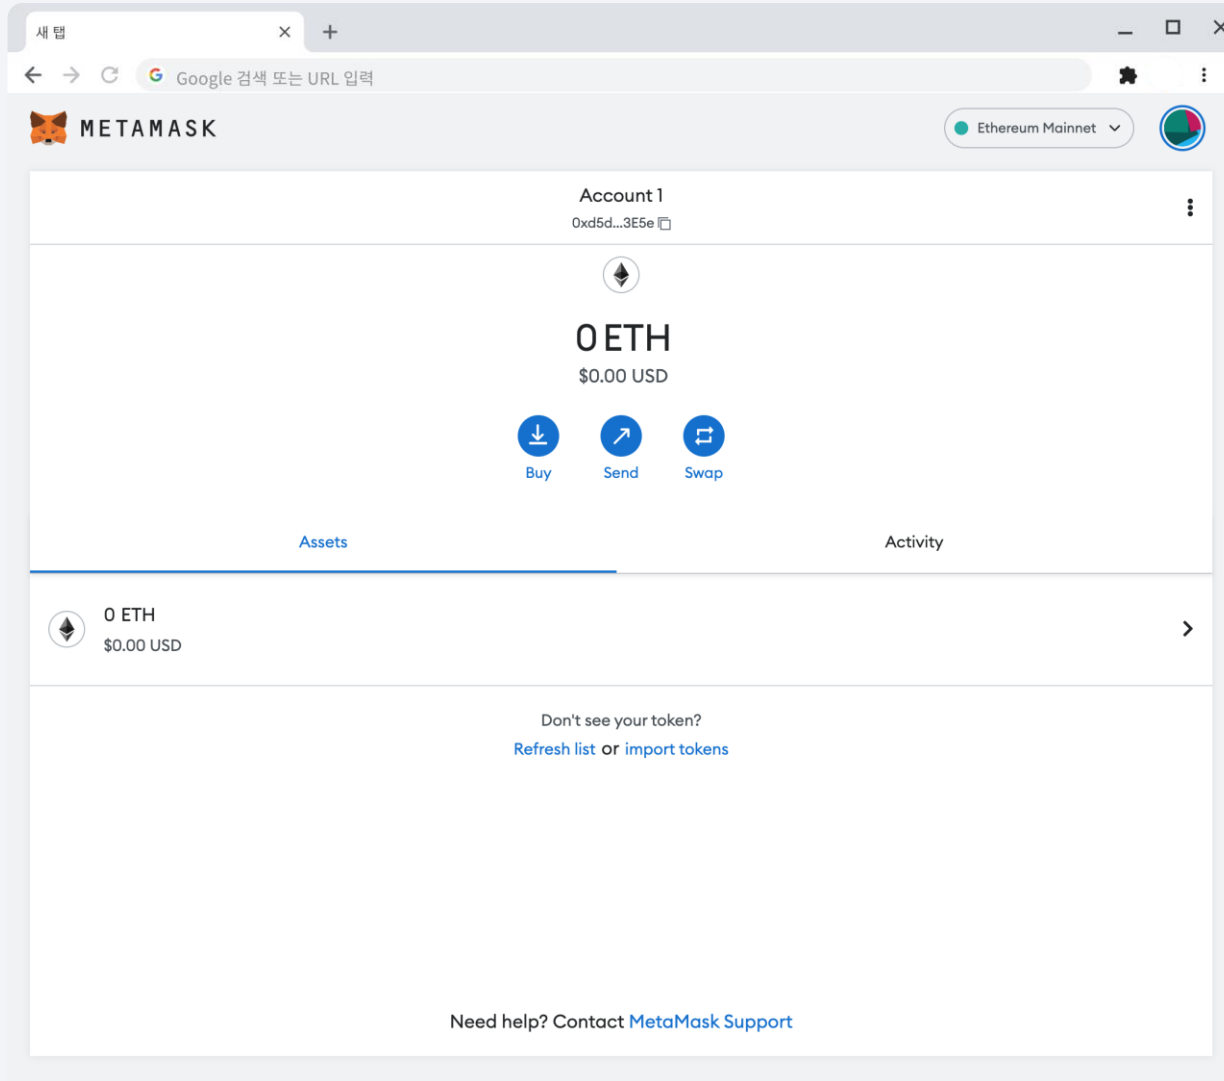 새 탭
Google 검색 또는 URL 입력
METAMASK
Ethereum Mainnet
Account 1
0xd5d...3E5e
0 ETH
$0.00 USD
Buy Send Swap
Assets Activity
0 ETH
$0.00 USD
Don't see your token?
Refresh list or import tokens
Need help? Contact MetaMask Support